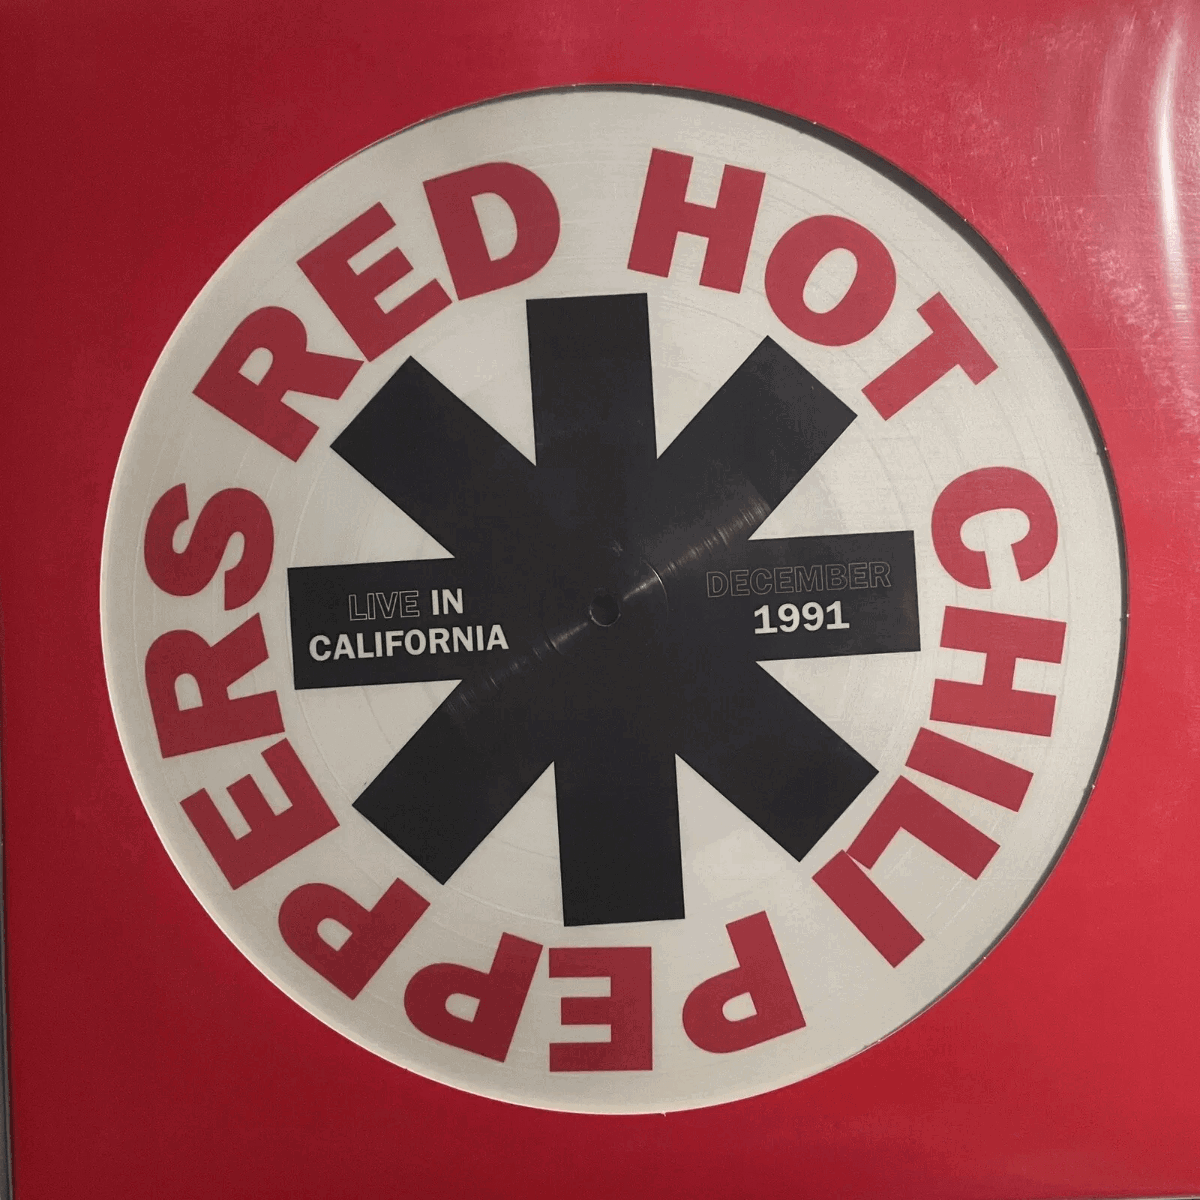 RED HOT CHILI PEPPERS
LIVE IN
CALIFORNIA
DECEMBER
1991